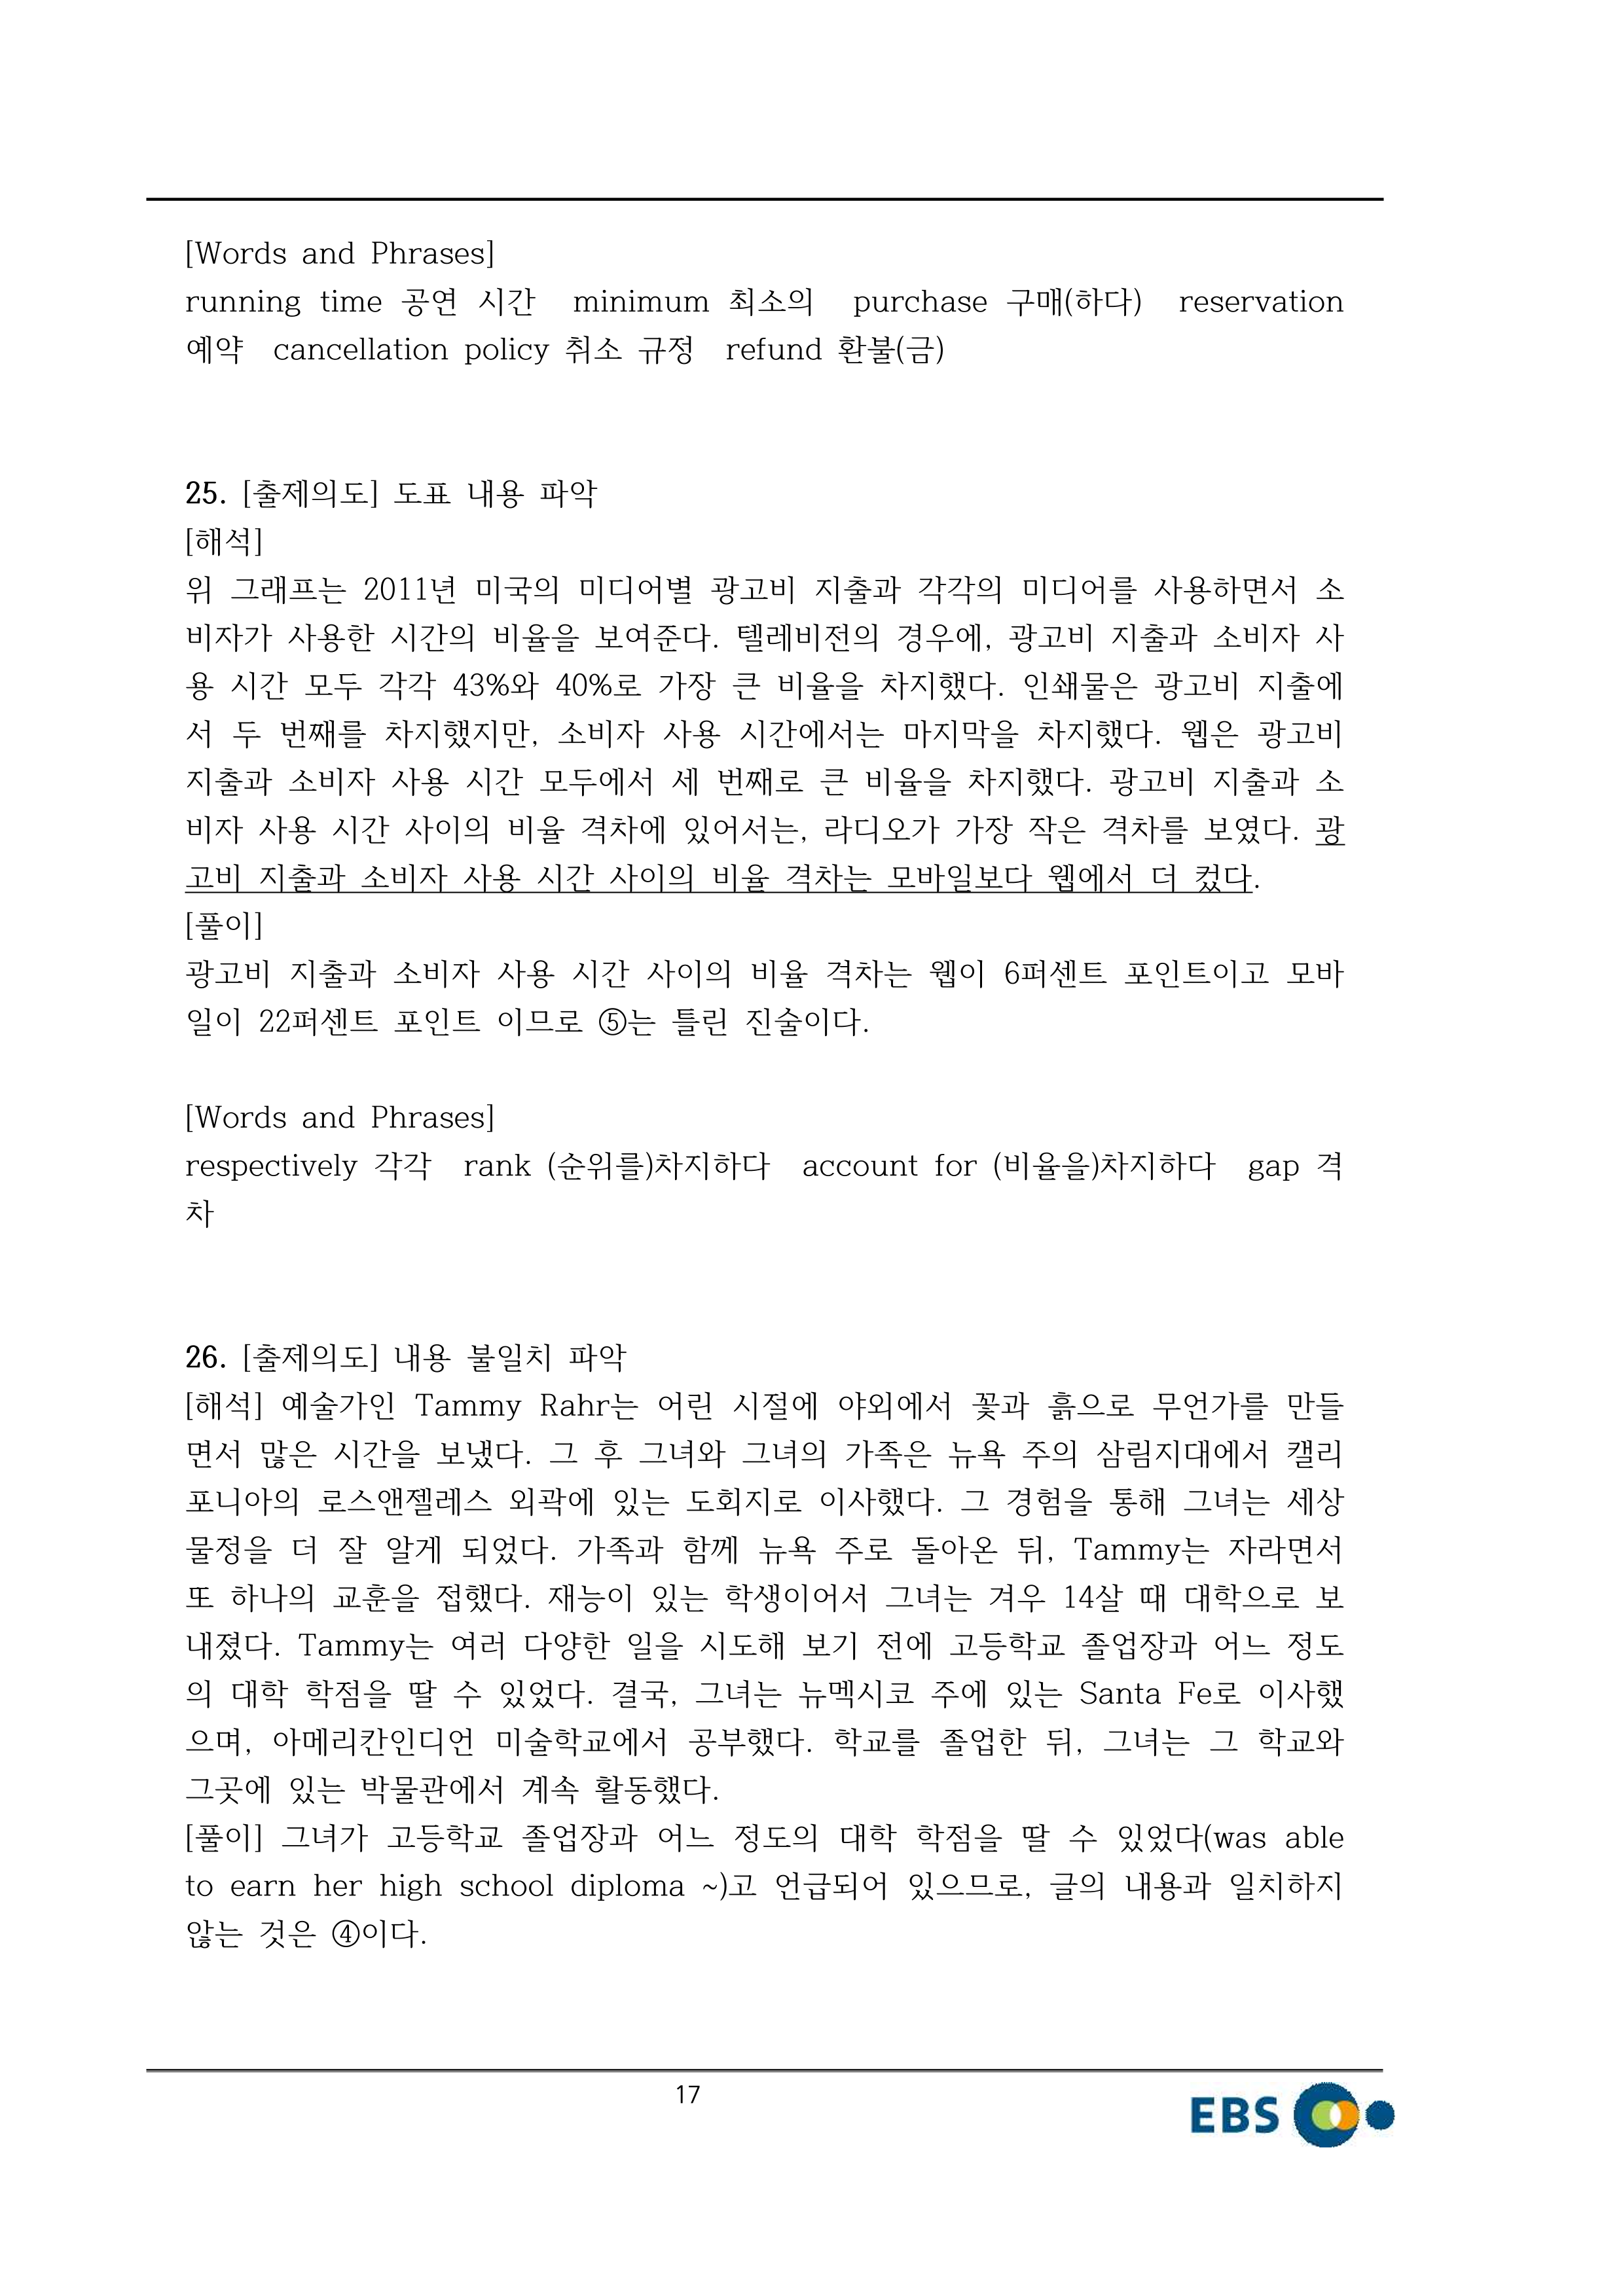 [Words and Phrases]
running time 공연 시간 minimum 최소의 purchase 구매(하다) reservation
예약 cancellation policy 취소 규정 refund 환불(금)
25. [출제의도] 도표 내용 파악
[해석]
위 그래프는 2011년 미국의 미디어별 광고비 지출과 각각의 미디어를 사용하면서 소
비자가 사용한 시간의 비율을 보여준다. 텔레비전의 경우에, 광고비 지출과 소비자 사
용 시간 모두 각각 43%와 40%로 가장 큰 비율을 차지했다. 인쇄물은 광고비 지출에
서 두 번째를 차지했지만, 소비자 사용 시간에서는 마지막을 차지했다. 웹은 광고비
지출과 소비자 사용 시간 모두에서 세 번째로 큰 비율을 차지했다. 광고비 지출과 소
비자 사용 시간 사이의 비율 격차에 있어서는, 라디오가 가장 작은 격차를 보였다. 광
고비 지출과 소비자 사용 시간 사이의 비율 격차는 모바일보다 웹에서 더 컸다.
[풀이]
광고비 지출과 소비자 사용 시간 사이의 비율 격차는 웹이 6퍼센트 포인트이고 모바
일이 22퍼센트 포인트 이므로 ⑤는 틀린 진술이다.
[Words and Phrases]
respectively 각각 rank (순위를)차지하다 account for (비율을)차지하다 gap 격
차
26. [출제의도] 내용 불일치 파악
[해석] 예술가인 Tammy Rahr는 어린 시절에 야외에서 꽃과 흙으로 무언가를 만들
면서 많은 시간을 보냈다. 그 후 그녀와 그녀의 가족은 뉴욕 주의 삼림지대에서 캘리
포니아의 로스앤젤레스 외곽에 있는 도회지로 이사했다. 그 경험을 통해 그녀는 세상
물정을 더 잘 알게 되었다. 가족과 함께 뉴욕 주로 돌아온 뒤, Tammy는 자라면서
또 하나의 교훈을 접했다. 재능이 있는 학생이어서 그녀는 겨우 14살 때 대학으로 보
내졌다. Tammy는 여러 다양한 일을 시도해 보기 전에 고등학교 졸업장과 어느 정도
의 대학 학점을 딸 수 있었다. 결국, 그녀는 뉴멕시코 주에 있는 Santa Fe로 이사했
으며, 아메리칸인디언 미술학교에서 공부했다. 학교를 졸업한 뒤, 그녀는 그 학교와
그곳에 있는 박물관에서 계속 활동했다.
[풀이] 그녀가 고등학교 졸업장과 어느 정도의 대학 학점을 딸 수 있었다(was able
to earn her high school diploma ~)고 언급되어 있으므로, 글의 내용과 일치하지
않는 것은 ④이다.
17
EBS